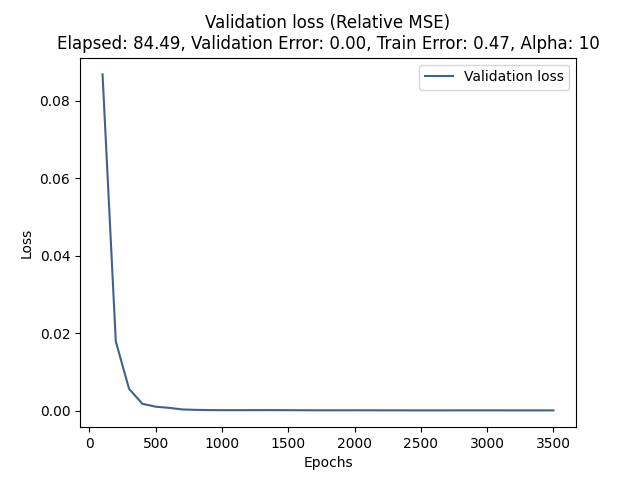 Validation loss (Relative MSE)
Elapsed: 84.49, Validation Error: 0.00, Train Error: 0.47, Alpha: 10
Validation loss
0.08
0.06
0.04
0.02
0.00
Loss
0 500 1000 1500 2000 2500 3000 3500
Epochs